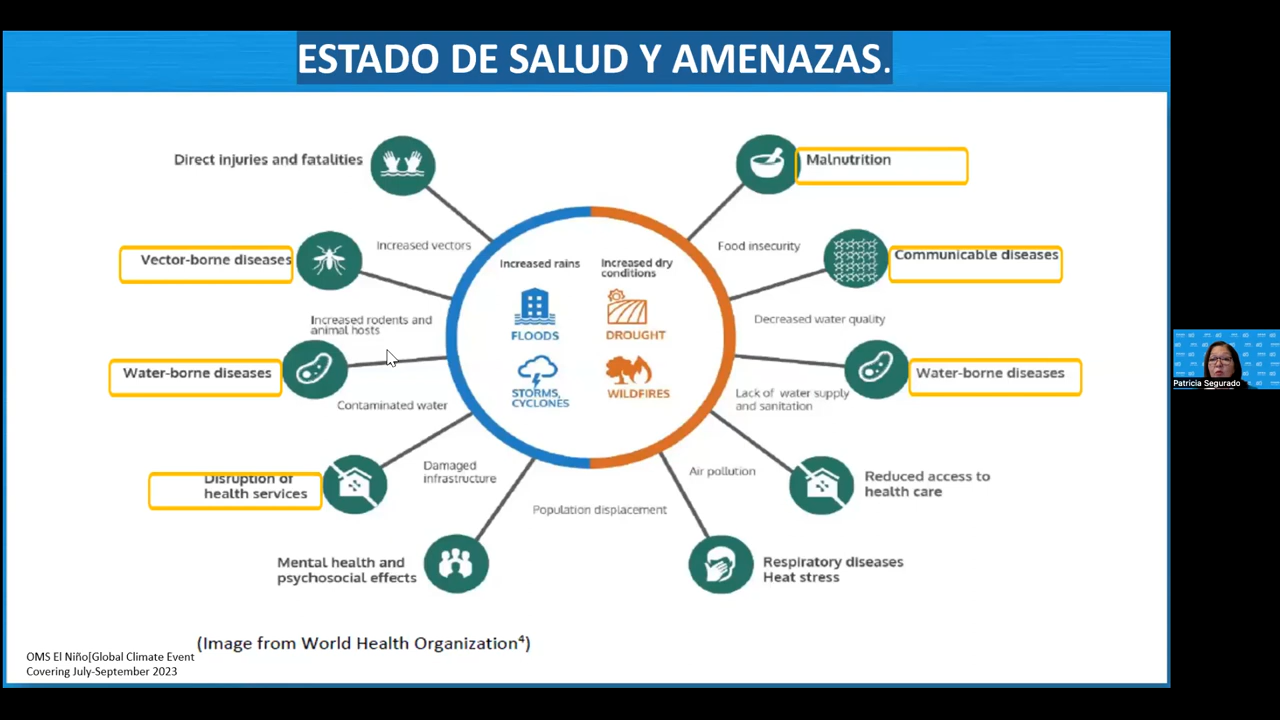 ESTADO DE SALUD Y AMENAZAS.
Direct injuries and fatalities
Malnutrition
Increased vectors
Food insecurity
Vector-borne diseases
Communicable diseases
Increased rains
Increased dry
conditions
Increased rodents and
animal hosts
Decreased water quality
FLOODS
DROUGHT
Water-borne diseases
Water-borne diseases
STORMS,
CYCLONES
WILDFIRES
Contaminated water
Lack of water supply
and sanitation
Damaged
infrastructure
Air pollution
Disruption of
health services
Reduced access to
health care
Population displacement
Mental health and
psychosocial effects
Respiratory diseases
Heat stress
(Image from World Health Organization⁴)
OMS El Niño[Global Climate Event
Covering July-September 2023
Patricia Segurado